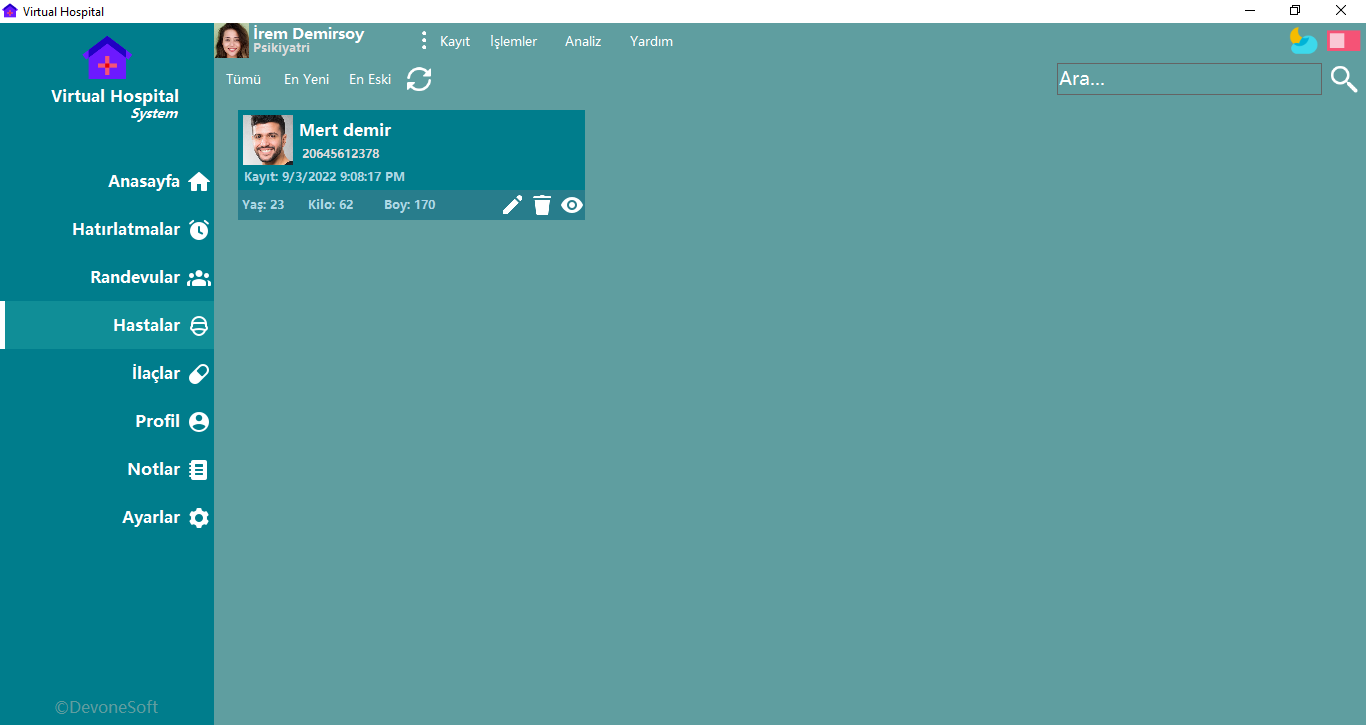 Virtual Hospital
Virtual Hospital
System
Anasayfa
Hatırlatmalar
Randevular
Hastalar
İlaçlar
Profil
Notlar
Ayarlar
©DevoneSoft
İrem Demirsoy
Psikiyatri
Kayıt İşlemler Analiz Yardım
Tümü En Yeni En Eski
Ara...
Mert demir
20645612378
Kayıt: 9/3/2022 9:08:17 PM
Yaş: 23 Kilo: 62 Boy: 170